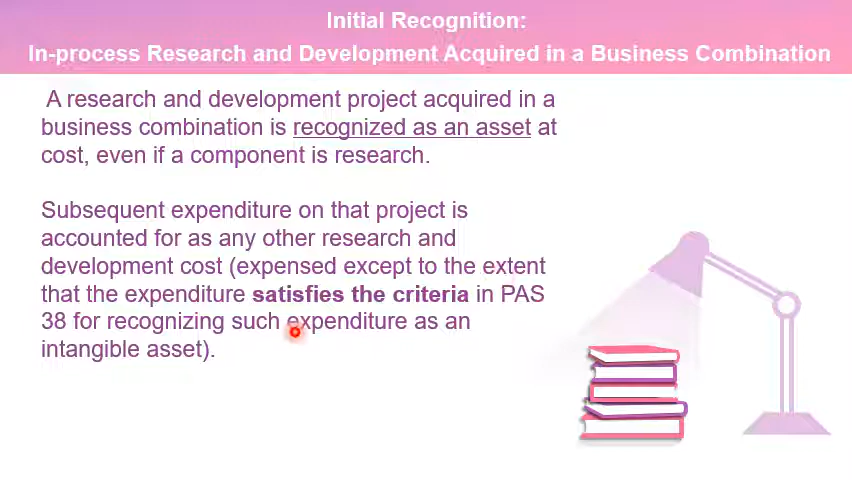 Initial Recognition:
In-process Research and Development Acquired in a Business Combination
A research and development project acquired in a
business combination is recognized as an asset at
cost, even if a component is research.
Subsequent expenditure on that project is
accounted for as any other research and
development cost (expensed except to the extent
that the expenditure satisfies the criteria in PAS
38 for recognizing such expenditure as an
intangible asset).